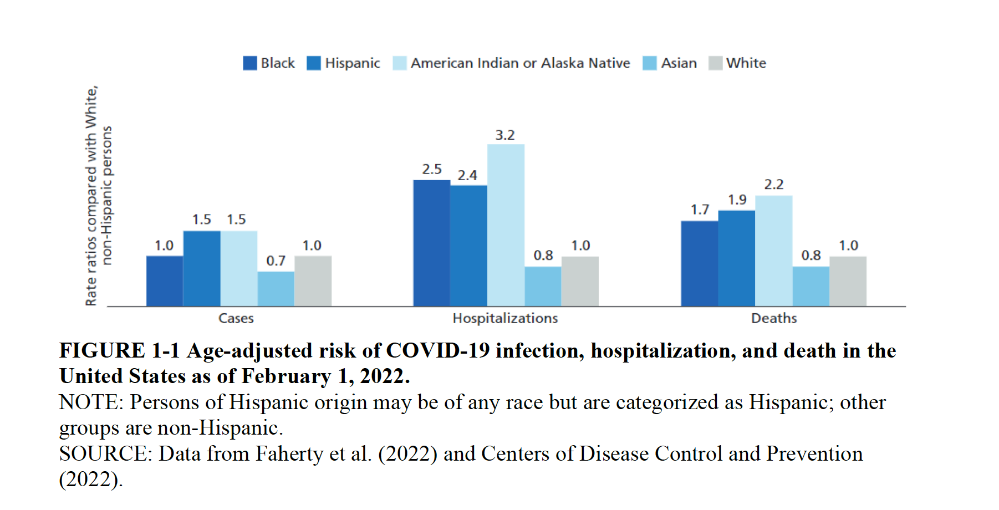 Black Hispanic American Indian or Alaska Native Asian White
Rate ratios compared with White,
non-Hispanic persons
1.0 1.5 1.5 0.7 1.0
2.5 2.4 3.2 0.8 1.0
1.7 1.9 2.2 0.8 1.0
Cases Hospitalizations Deaths
FIGURE 1-1 Age-adjusted risk of COVID-19 infection, hospitalization, and death in the
United States as of February 1, 2022.
NOTE: Persons of Hispanic origin may be of any race but are categorized as Hispanic; other
groups are non-Hispanic.
SOURCE: Data from Faherty et al. (2022) and Centers of Disease Control and Prevention
(2022).